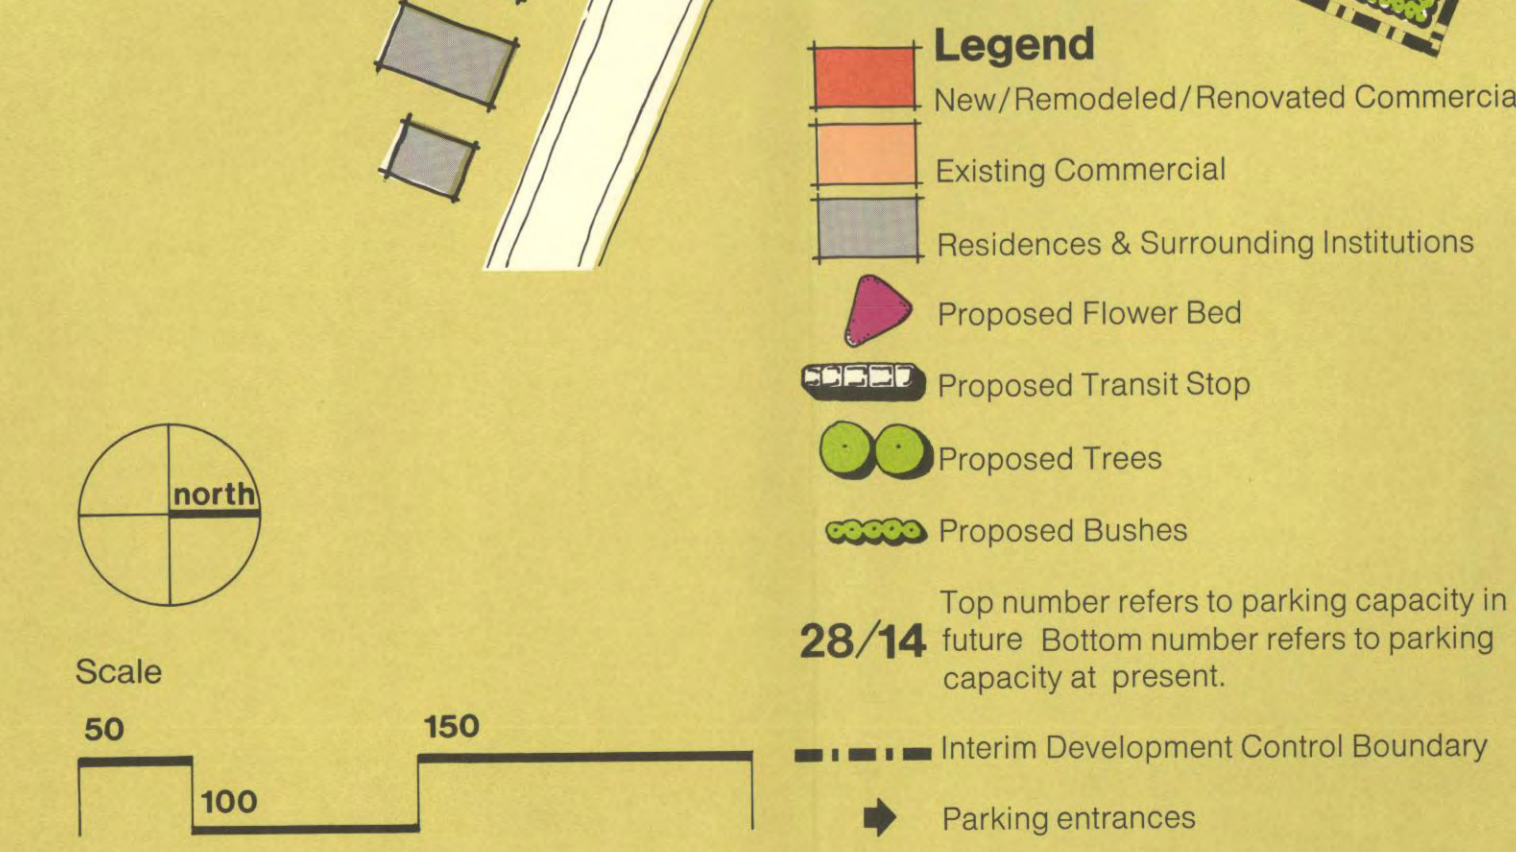 Legend
New/Remodeled/Renovated Commercia
Existing Commercial
Residences & Surrounding Institutions
Proposed Flower Bed
Proposed Transit Stop
Proposed Trees
Proposed Bushes
28/14
Top number refers to parking capacity in
future Bottom number refers to parking
capacity at present.
Interim Development Control Boundary
Parking entrances
north
Scale
50
100
150